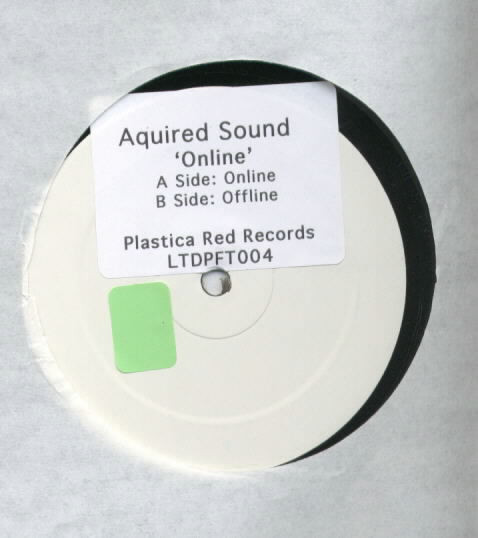 Aquired Sound
'Online'
A Side: Online
B Side: Offline
Plastica Red Records
LTDPFT004